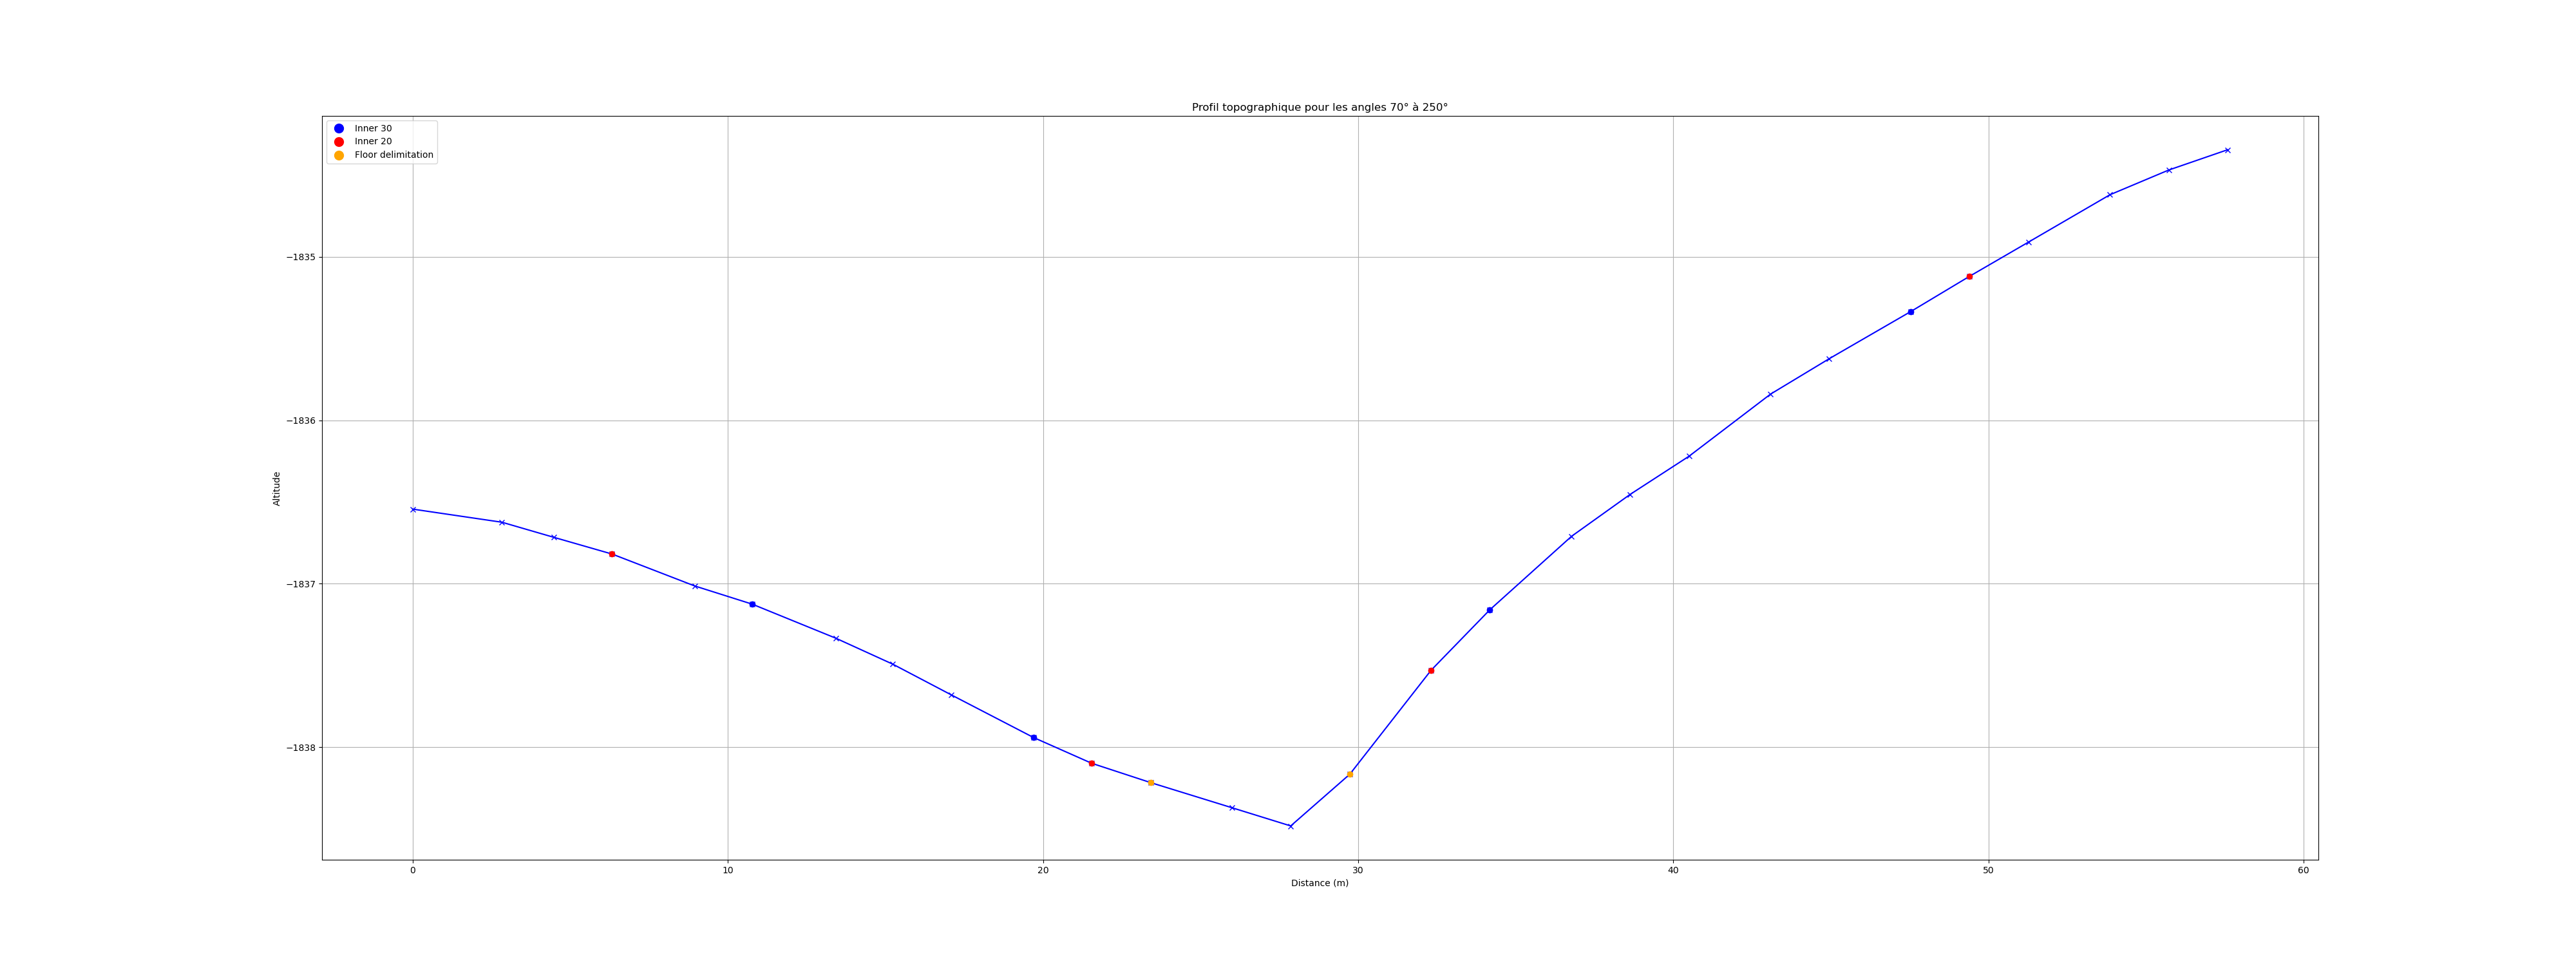 Profil topographique pour les angles 70° à 250°
Inner 30
Inner 20
Floor delimitation
−1835
−1836
−1837
−1838
Altitude
0 10 20 30 40 50 60
Distance (m)